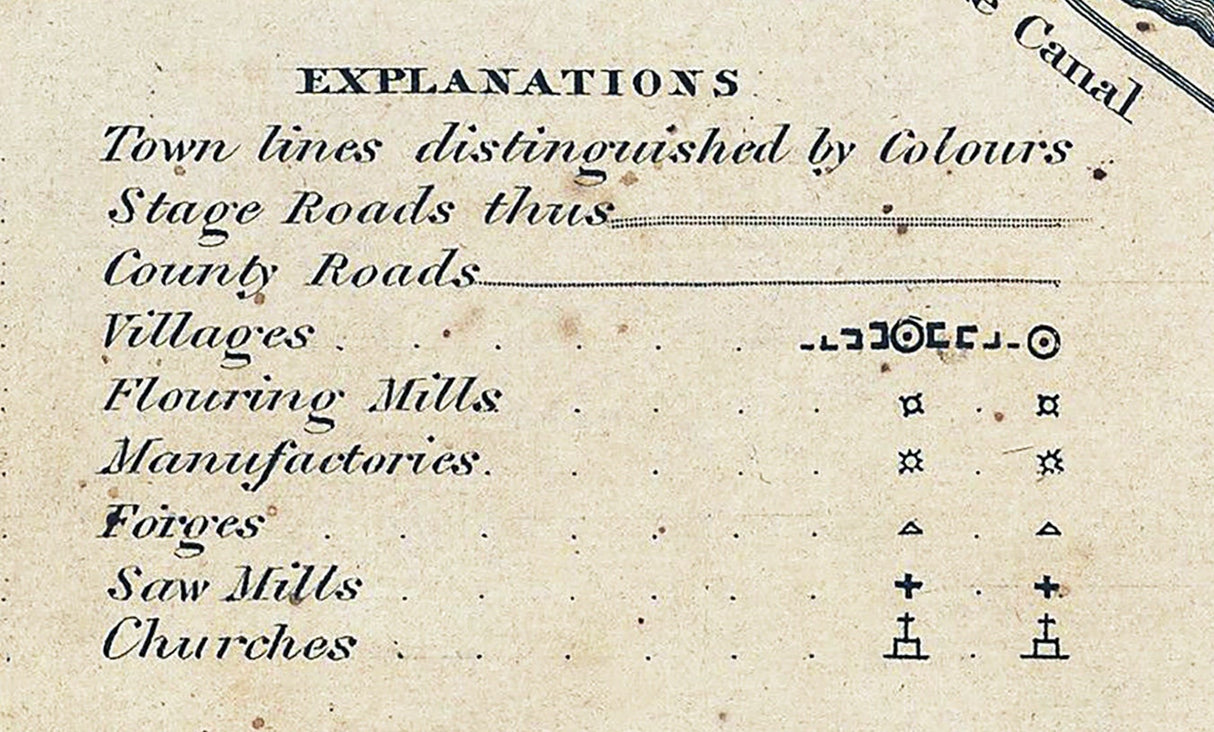 Canal
EXPLANATIONS
Town lines distinguished by Colours
Stage Roads thus
County Roads
Villages
Flouring Mills
Manufactories.
Forges
Saw Mills
Churches